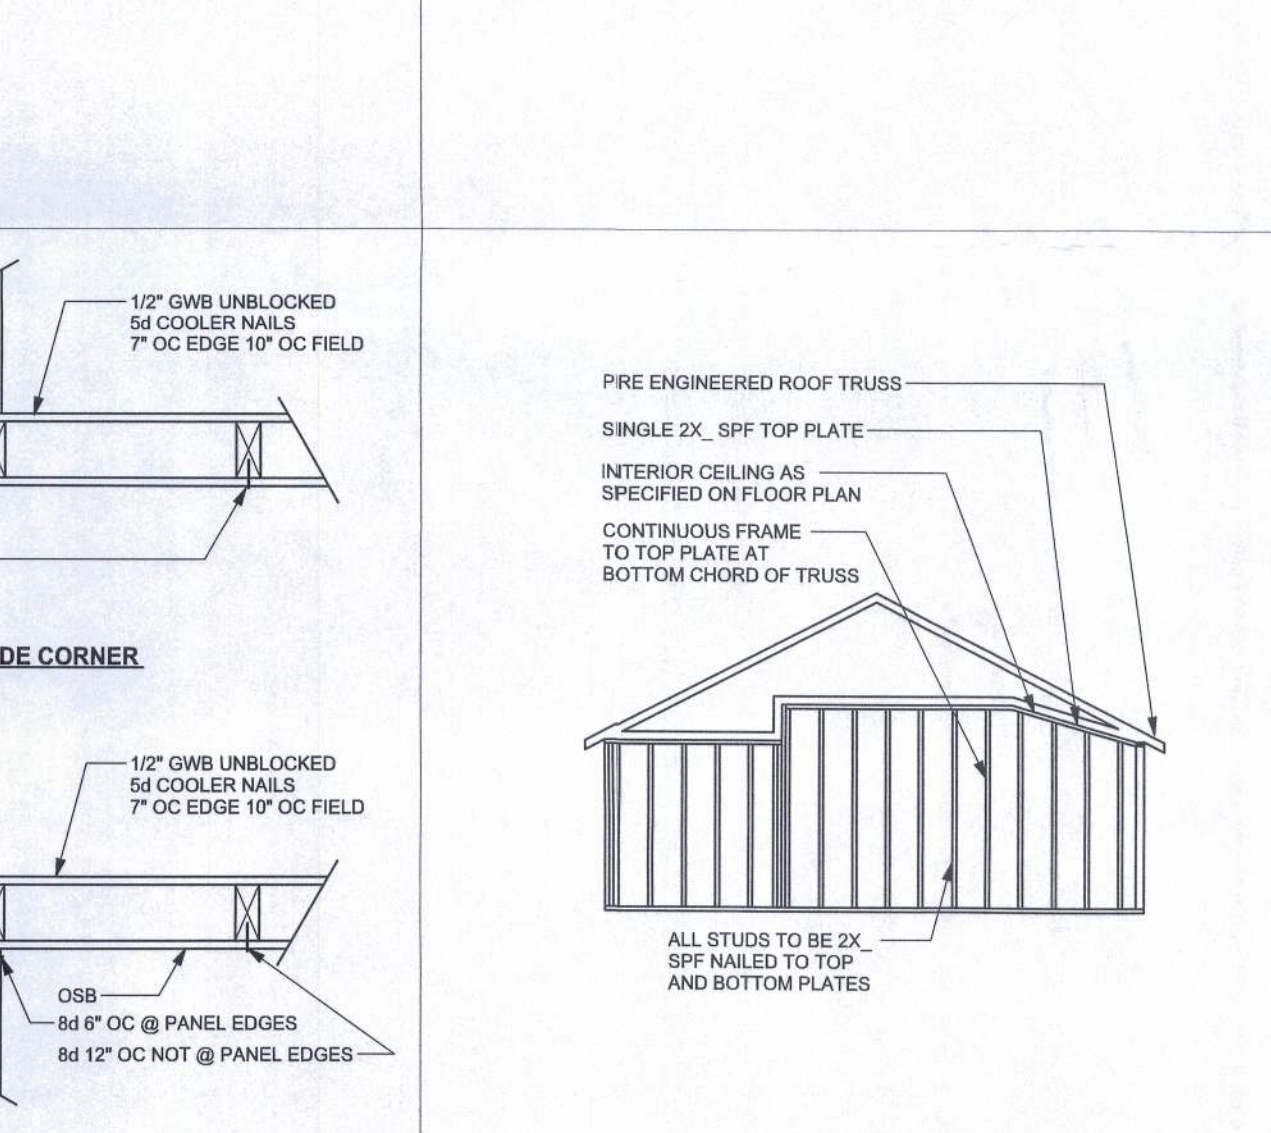 1/2" GWB UNBLOCKED
5d COOLER NAILS
7" OC EDGE 10" OC FIELD
DE CORNER
1/2" GWB UNBLOCKED
5d COOLER NAILS
7" OC EDGE 10" OC FIELD
OSB
8d 6" OC @ PANEL EDGES
8d 12" OC NOT @ PANEL EDGES
PRE ENGINEERED ROOF TRUSS
SINGLE 2X_ SPF TOP PLATE
INTERIOR CEILING AS
SPECIFIED ON FLOOR PLAN
CONTINUOUS FRAME
TO TOP PLATE AT
BOTTOM CHORD OF TRUSS
ALL STUDS TO BE 2X_
SPF NAILED TO TOP
AND BOTTOM PLATES